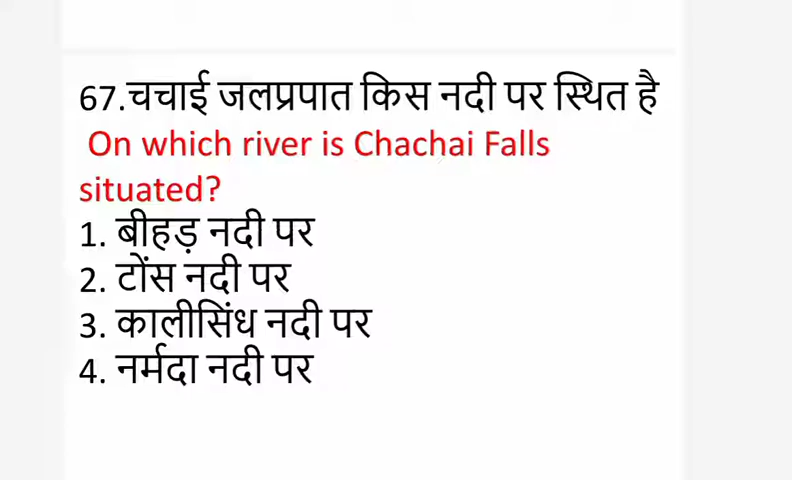 67.चचाई जलप्रपात किस नदी पर स्थित है
On which river is Chachai Falls
situated?
1. बीहड़ नदी पर
2. टोंस नदी पर
3. कालीसिंध नदी पर
4. नर्मदा नदी पर